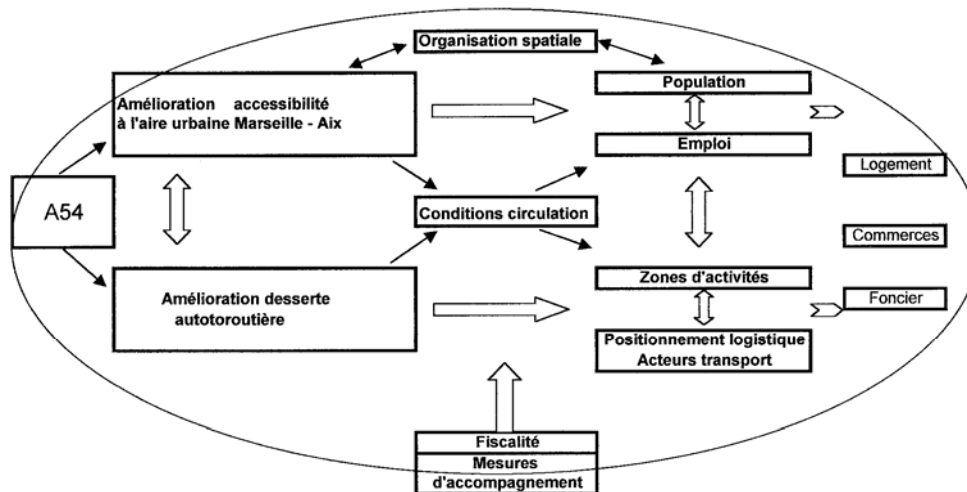 Organisation spatiale
Population
Amélioration accessibilité
à l'aire urbaine Marseille - Aix
Emploi
Logement
A54
Conditions circulation
Commerces
Zones d'activités
Foncier
Amélioration desserte
autotoroutière
Positionnement logistique
Acteurs transport
Fiscalité
Mesures
d'accompagnement